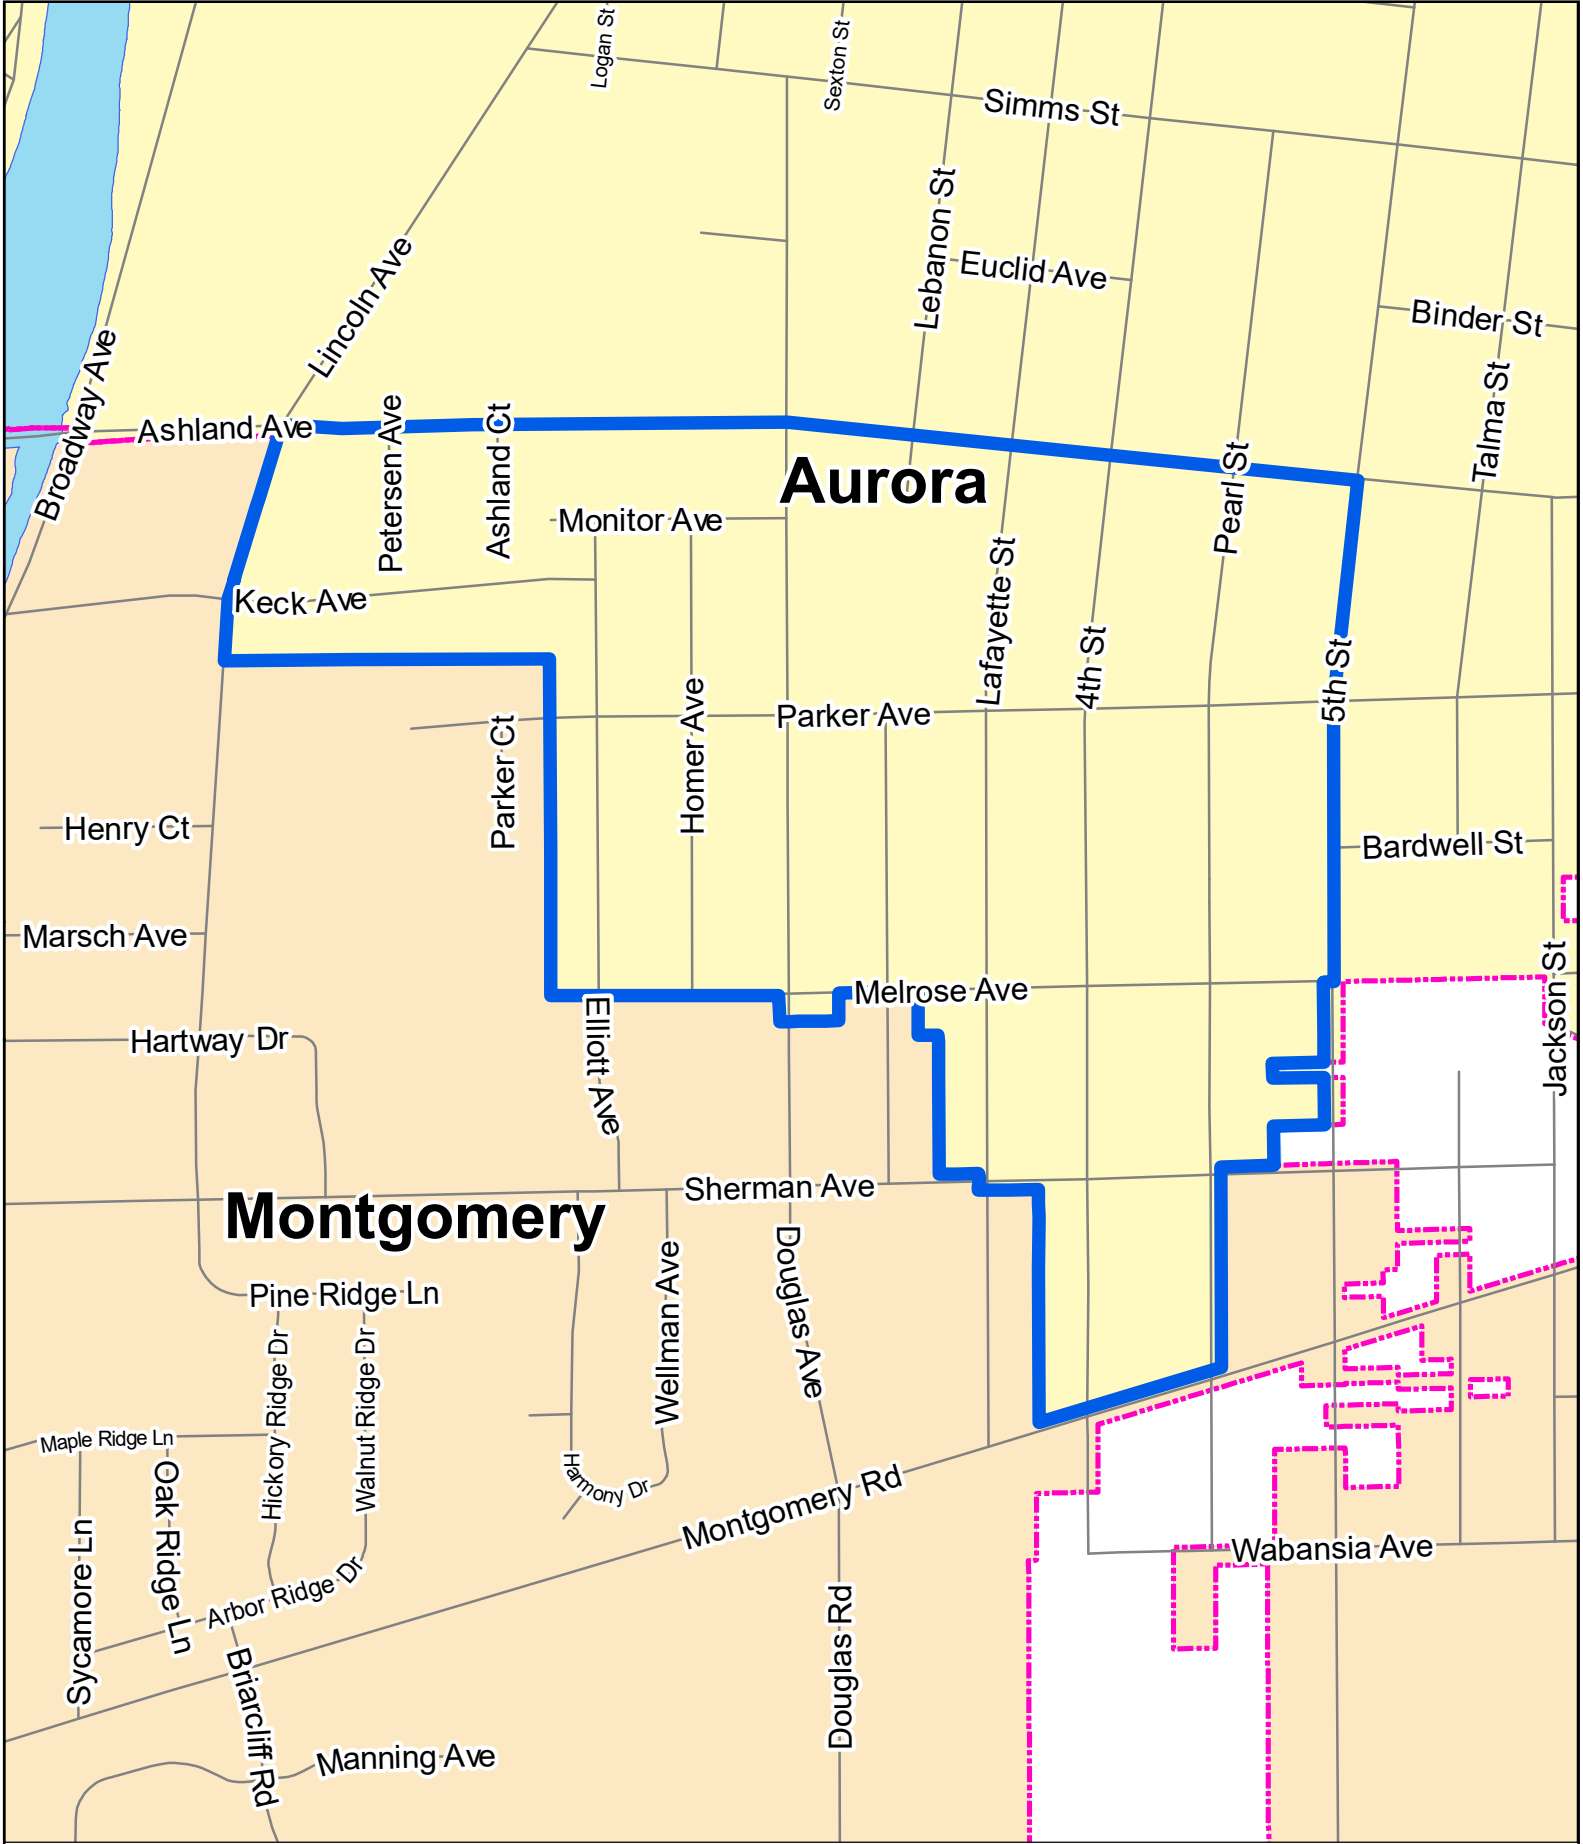 Logan St
Sexton St
Simms St
Lebanon St
Euclid Ave
Lincoln Ave
Binder St
Broadway Ave
Talma St
Ashland Ave
Petersen Ave
Ashland Ct
Aurora
Pearl St
Monitor Ave
Lafayette St
Keck Ave
4th St
5th St
Parker Ave
Homer Ave
Parker Ct
Henry Ct
Bardwell St
Marsch Ave
Melrose Ave
Jackson St
Hartway Dr
Elliott Ave
Sherman Ave
Montgomery
Douglas Ave
Wellman Ave
Pine Ridge Ln
Hickory Ridge Dr
Walnut Ridge Dr
Maple Ridge Ln
Harmony Dr
Oak Ridge Ln
Montgomery Rd
Sycamore Ln
Wabansia Ave
Arbor Ridge Dr
Douglas Rd
Briarcliff Rd
Manning Ave